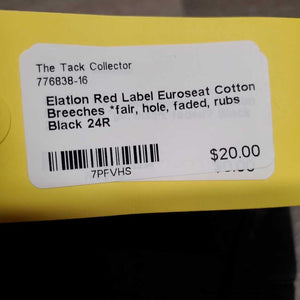 The Tack Collector
776838-16
Elation Red Label Euroseat Cotton
Breeches *fair, hole, faded, rubs
Black 24R
$20.00
7PFVHS